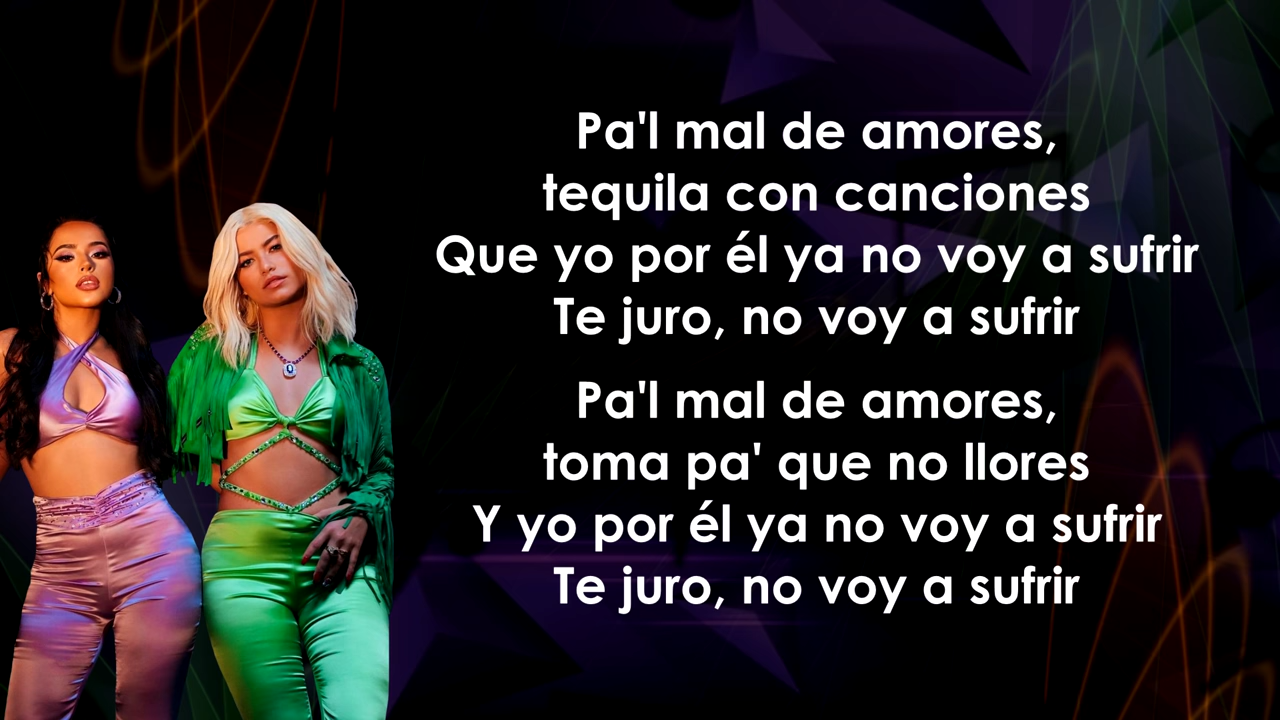 Pa'l mal de amores,
tequila con canciones
Que yo por él ya no voy a sufrir
Te juro, no voy a sufrir
Pa'l mal de amores,
toma pa' que no llores
Y yo por él ya no voy a sufrir
Te juro, no voy a sufrir